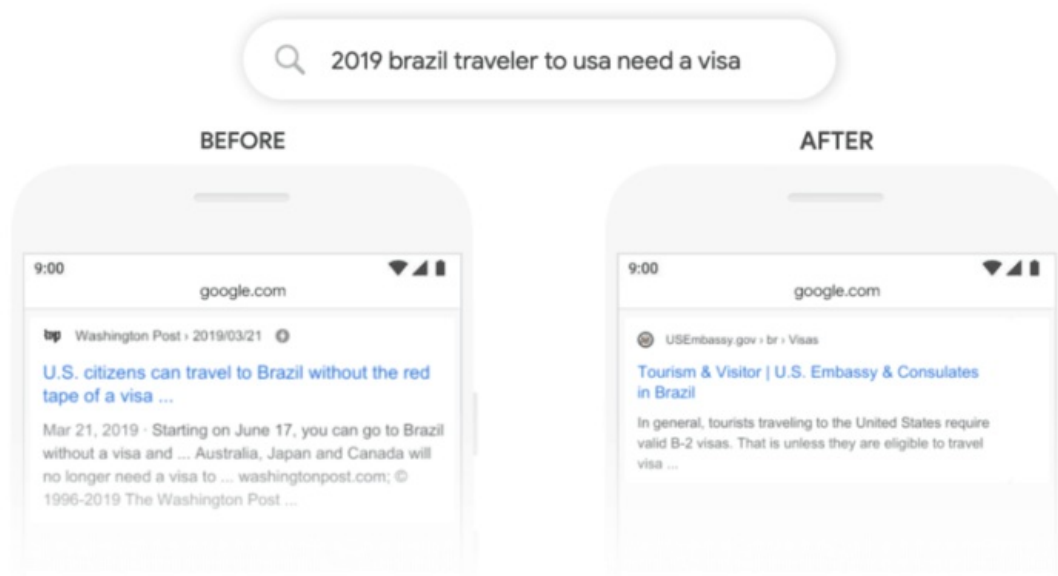 2019 brazil traveler to usa need a visa
BEFORE
9:00
google.com
wp Washington Post › 2019/03/21
U.S. citizens can travel to Brazil without the red
tape of a visa ...
Mar 21, 2019 · Starting on June 17, you can go to Brazil
without a visa and ... Australia, Japan and Canada will
no longer need a visa to ... washingtonpost.com; ©
1996-2019 The Washington Post ...
AFTER
9:00
google.com
USEmbassy.gov › br › Visas
Tourism & Visitor | U.S. Embassy & Consulates
in Brazil
In general, tourists traveling to the United States require
valid B-2 visas. That is unless they are eligible to travel
visa ...